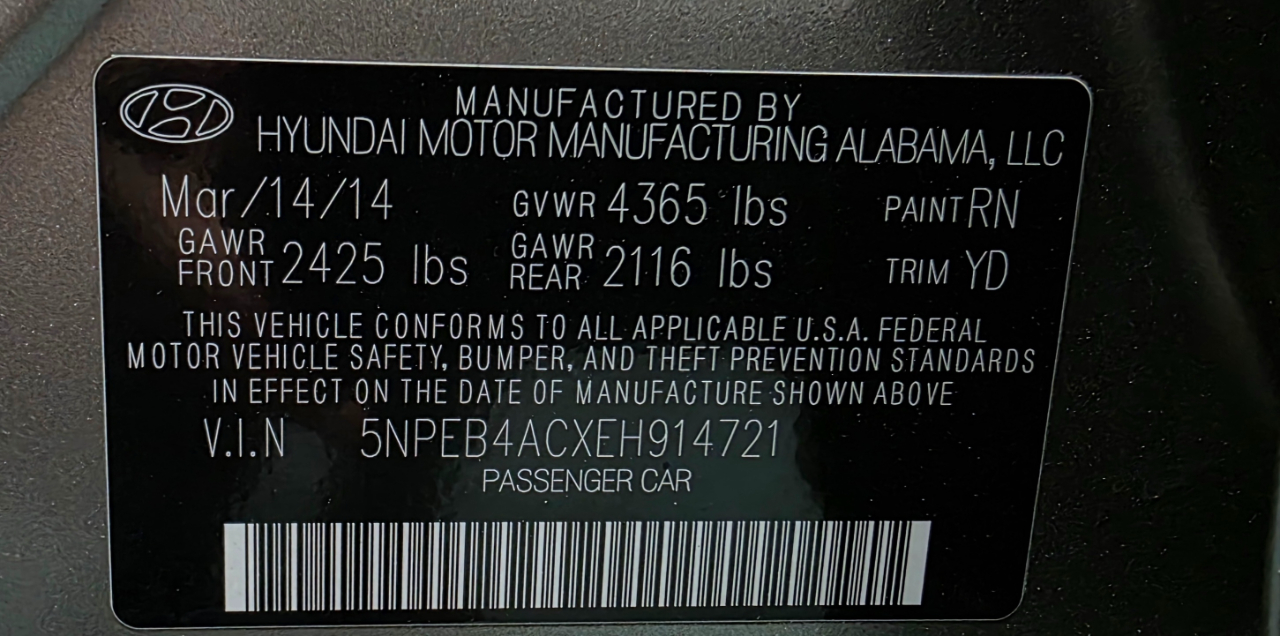 MANUFACTURED BY
HYUNDAI MOTOR MANUFACTURING ALABAMA, LLC
Mar/14/14 GVWR 4365 lbs PAINT RN
GAWR FRONT 2425 lbs GAWR REAR 2116 lbs TRIM YD
THIS VEHICLE CONFORMS TO ALL APPLICABLE U.S.A. FEDERAL
MOTOR VEHICLE SAFETY, BUMPER, AND THEFT PREVENTION STANDARDS
IN EFFECT ON THE DATE OF MANUFACTURE SHOWN ABOVE
V.I.N 5NPEB4ACXEH914721
PASSENGER CAR